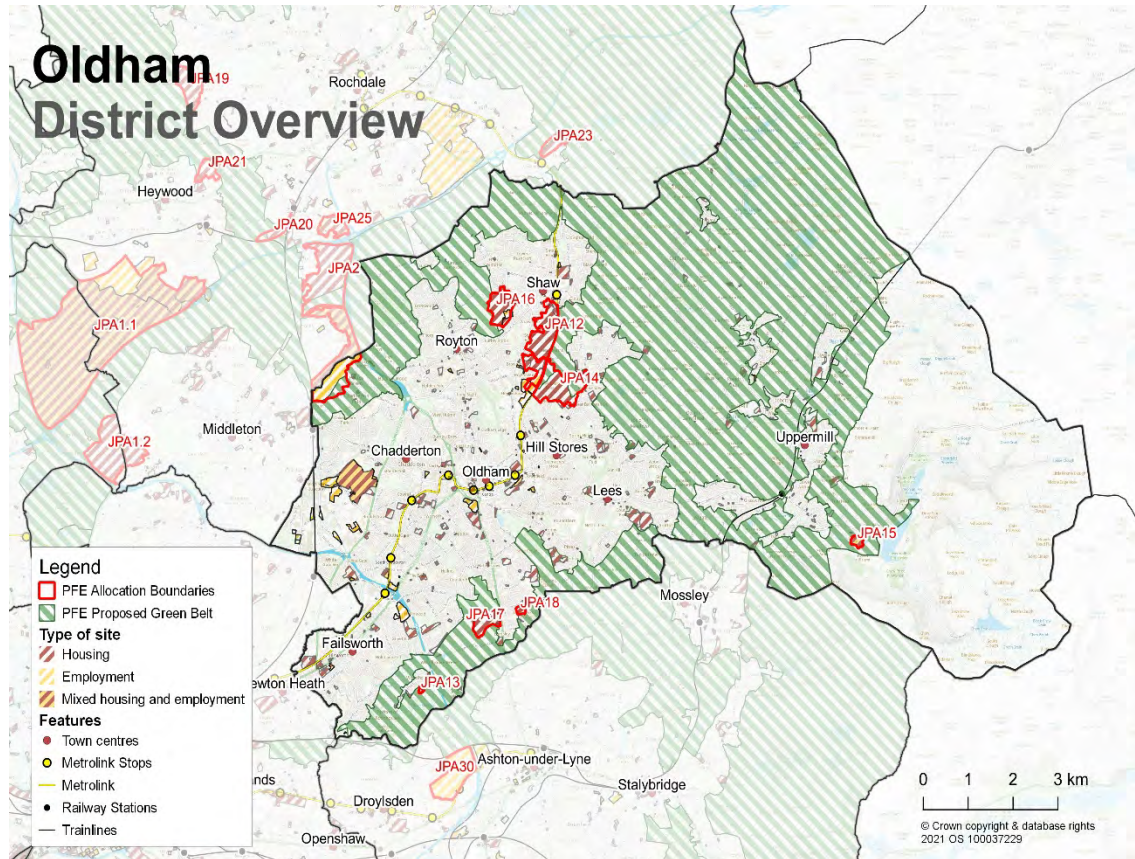 Oldham
District Overview
JPA19
Rochdale
JPA23
JPA21
Heywood
JPA20
JPA25
JPA2
JPA1.1
Shaw
JPA16
JPA12
Royton
JPA14
JPA1.2
Middleton
Hill Stores
Uppermill
Chadderton
Oldham
Lees
JPA15
Mossley
JPA18
JPA17
Failsworth
ewton Heath
JPA13
JPA30
Ashton-under-Lyne
Stalybridge
nds
Droylsden
Openshaw
Legend
PFE Allocation Boundaries
PFE Proposed Green Belt
Type of site
Housing
Employment
Mixed housing and employment
Features
Town centres
Metrolink Stops
Metrolink
Railway Stations
Trainlines
0 1 2 3 km
© Crown copyright & database rights
2021 OS 100037229